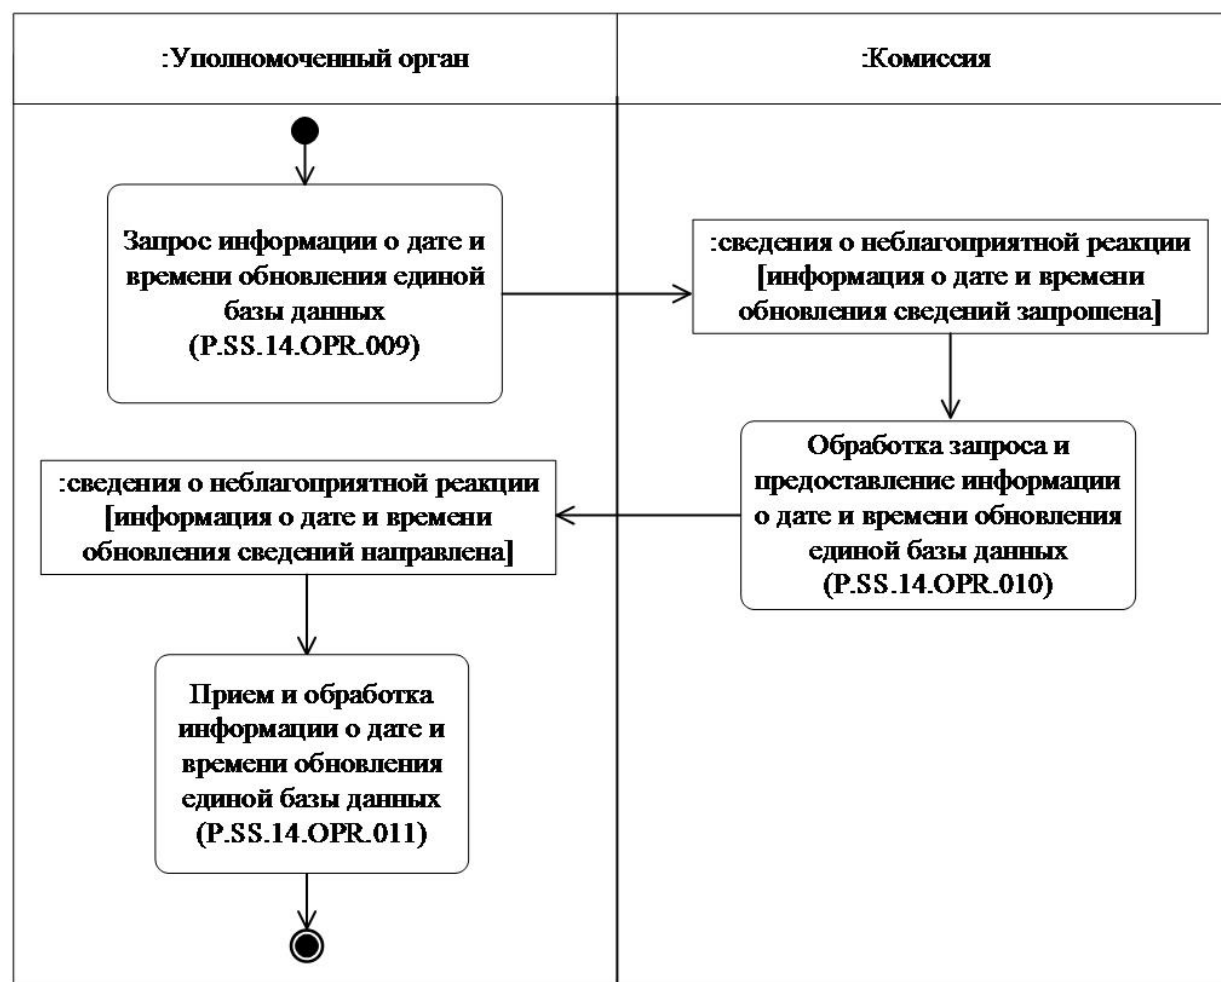 :Уполномоченный орган
:Комиссия
Запрос информации о дате и
времени обновления единой
базы данных
(P.SS.14.OPR.009)
:сведения о неблагоприятной реакции
[информация о дате и времени
обновления сведений запрошена]
Обработка запроса и
предоставление информации
о дате и времени обновления
единой базы данных
(P.SS.14.OPR.010)
:сведения о неблагоприятной реакции
[информация о дате и времени
обновления сведений направлена]
Прием и обработка
информации о дате и
времени обновления
единой базы данных
(P.SS.14.OPR.011)